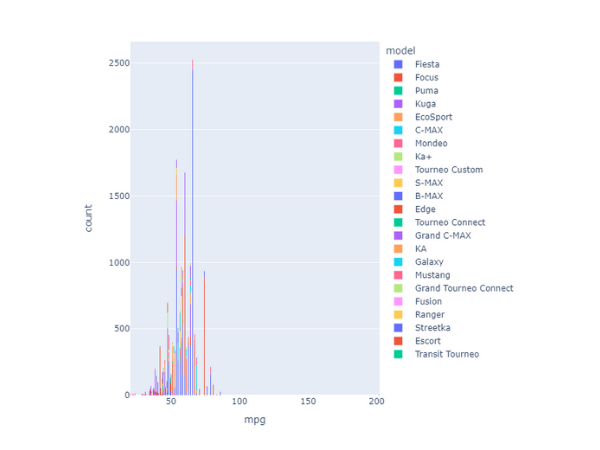 model
Fiesta
Focus
Puma
Kuga
EcoSport
C-MAX
Mondeo
Ka+
Tourneo Custom
S-MAX
B-MAX
Edge
Tourneo Connect
Grand C-MAX
KA
Galaxy
Mustang
Grand Tourneo Connect
Fusion
Ranger
Streetka
Escort
Transit Tourneo
2500
2000
1500
1000
500
0
count
50
100
150
200
mpg